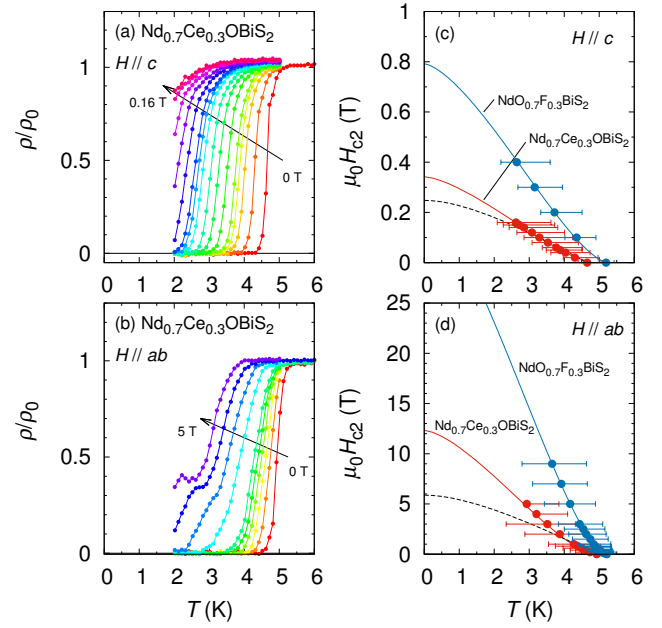 (a) Nd0.7Ce0.3OBiS2
H // c
0.16 T
0 T
ρ/ρ0
1
0.5
0
0 1 2 3 4 5 6
(b) Nd0.7Ce0.3OBiS2
H // ab
5 T
0 T
ρ/ρ0
1
0.5
0
0 1 2 3 4 5 6
T (K)
(c) H // c
NdO0.7F0.3BiS2
Nd0.7Ce0.3OBiS2
μ0Hc2 (T)
1
0.8
0.6
0.4
0.2
0
0 1 2 3 4 5 6
(d) H // ab
NdO0.7F0.3BiS2
Nd0.7Ce0.3OBiS2
μ0Hc2 (T)
25
20
15
10
5
0
0 1 2 3 4 5 6
T (K)